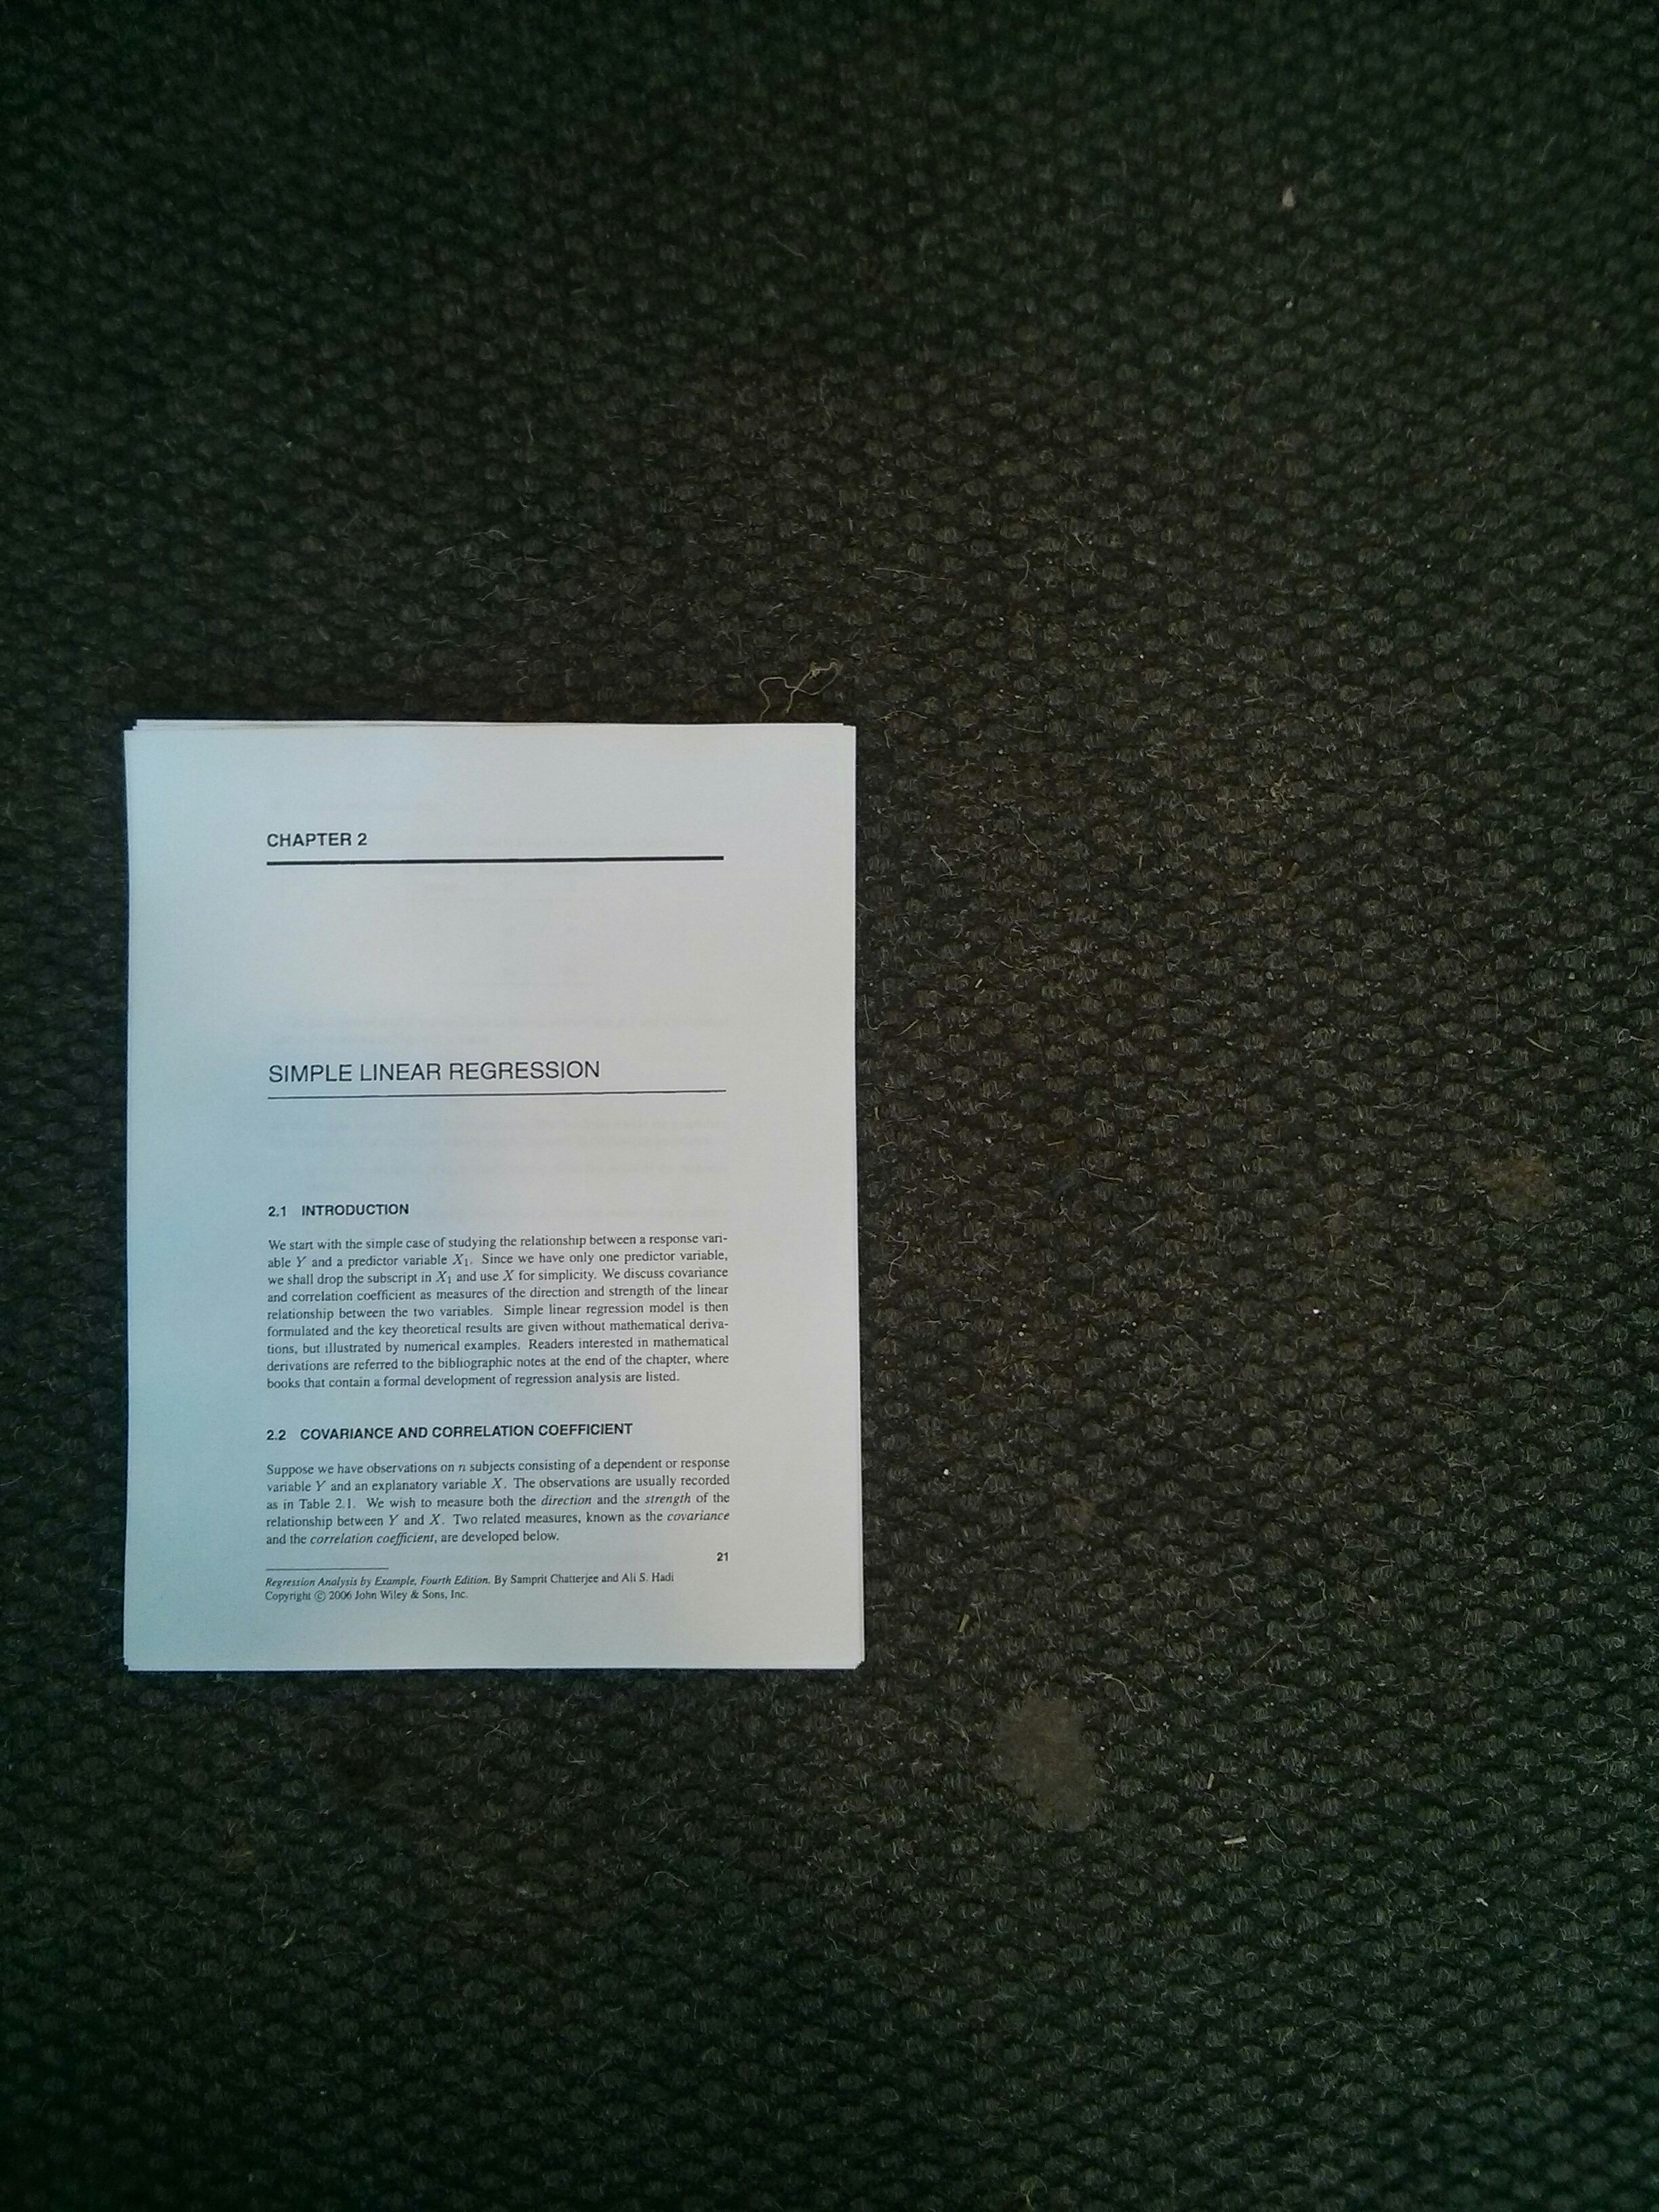 CHAPTER 2
SIMPLE LINEAR REGRESSION
2.1 INTRODUCTION
We start with the simple case of studying the relationship between a response vari-
able Y and a predictor variable X₁. Since we have only one predictor variable,
we shall drop the subscript in X₁ and use X for simplicity. We discuss covariance
and correlation coefficient as measures of the direction and strength of the linear
relationship between the two variables. Simple linear regression model is then
formulated and the key theoretical results are given without mathematical deriva-
tions, but illustrated by numerical examples. Readers interested in mathematical
derivations are referred to the bibliographic notes at the end of the chapter, where
books that contain a formal development of regression analysis are listed.
2.2 COVARIANCE AND CORRELATION COEFFICIENT
Suppose we have observations on n subjects consisting of a dependent or response
variable Y and an explanatory variable X. The observations are usually recorded
as in Table 2.1. We wish to measure both the direction and the strength of the
relationship between Y and X. Two related measures, known as the covariance
and the correlation coefficient, are developed below.
21
Regression Analysis by Example, Fourth Edition. By Samprit Chatterjee and Ali S. Hadi
Copyright © 2006 John Wiley & Sons, Inc.